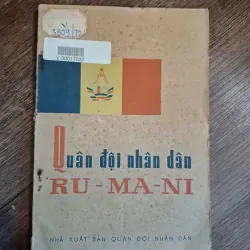 Quân đội nhân dân
RU-MA-NI
NHÀ XUẤT BẢN QUÂN ĐỘI NHÂN DÂN